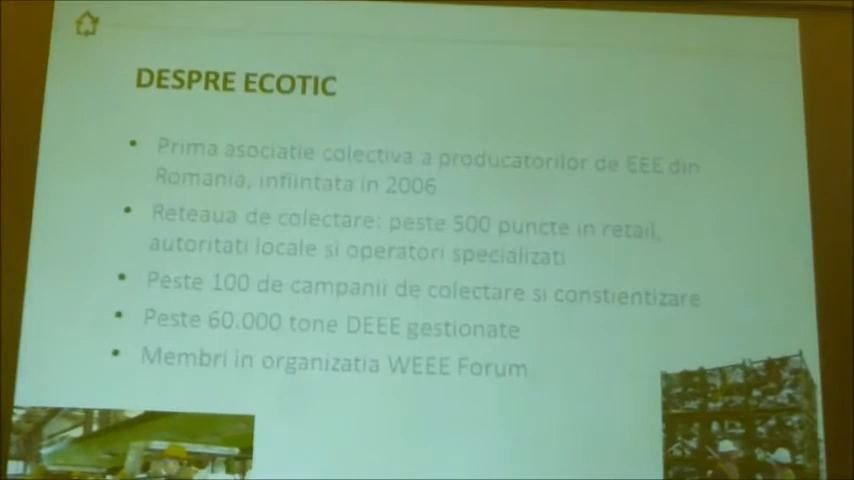 DESPRE ECOTIC
• Prima asociatie colectiva a producatorilor de EEE din
Romania, infiintata in 2006
• Reteaua de colectare: peste 500 puncte in retail,
autoritati locale si operatori specializati
• Peste 100 de campanii de colectare si constientizare
• Peste 60.000 tone DEEE gestionate
• Membri in organizatia WEEE Forum